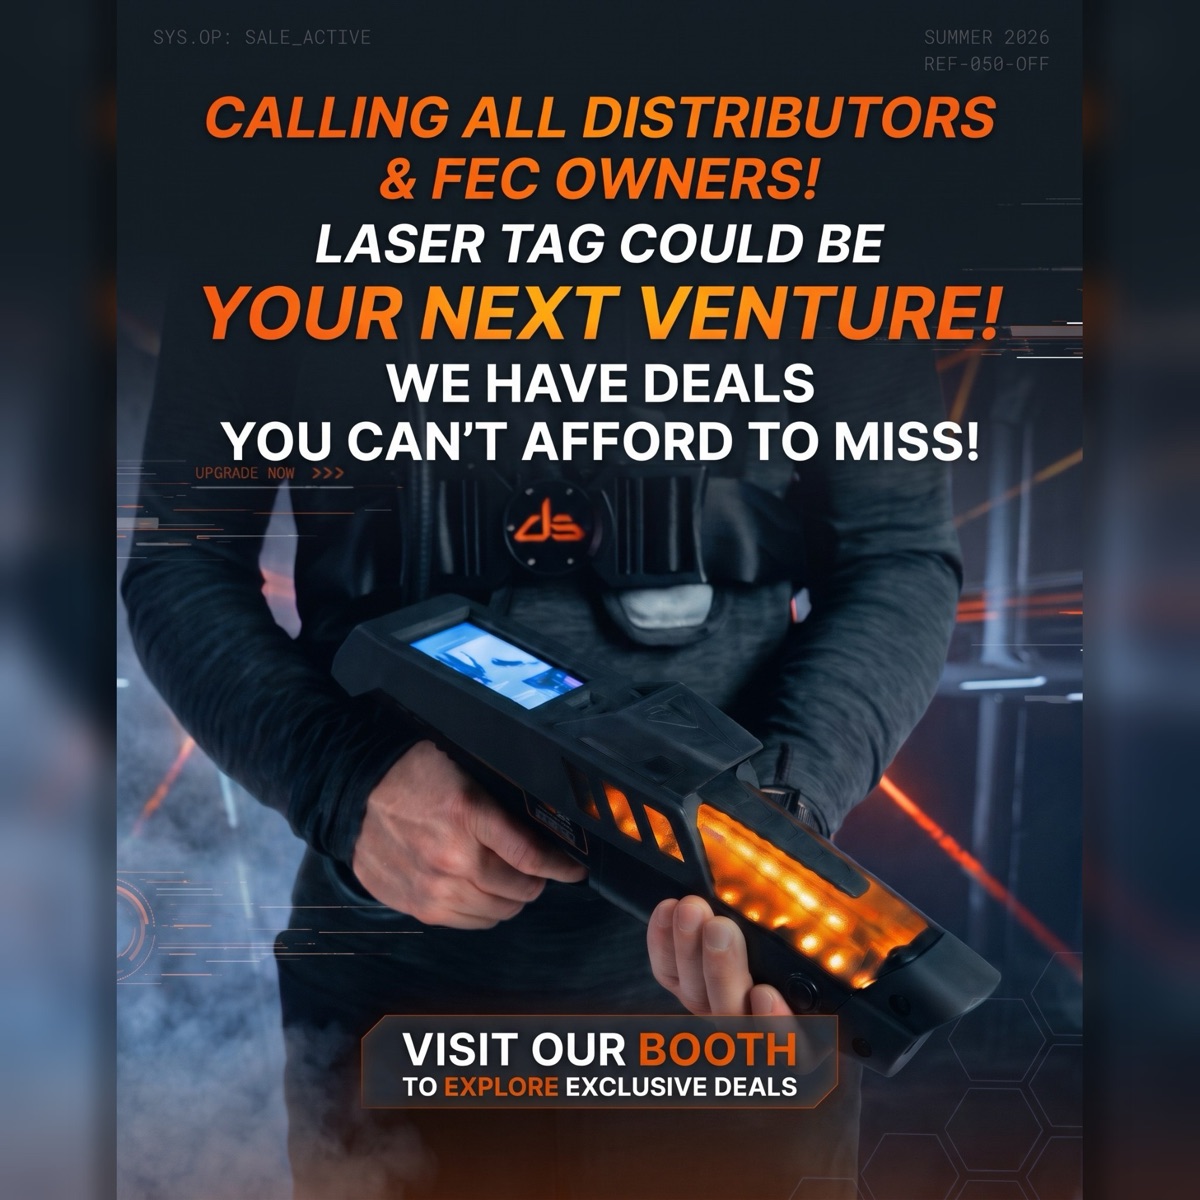 SYS.OP: SALE_ACTIVE
SUMMER 2026
REF-050-OFF
CALLING ALL DISTRIBUTORS
& FEC OWNERS!
LASER TAG COULD BE
YOUR NEXT VENTURE!
WE HAVE DEALS
YOU CAN'T AFFORD TO MISS!
UPGRADE NOW >>>
ds
VISIT OUR BOOTH
TO EXPLORE EXCLUSIVE DEALS